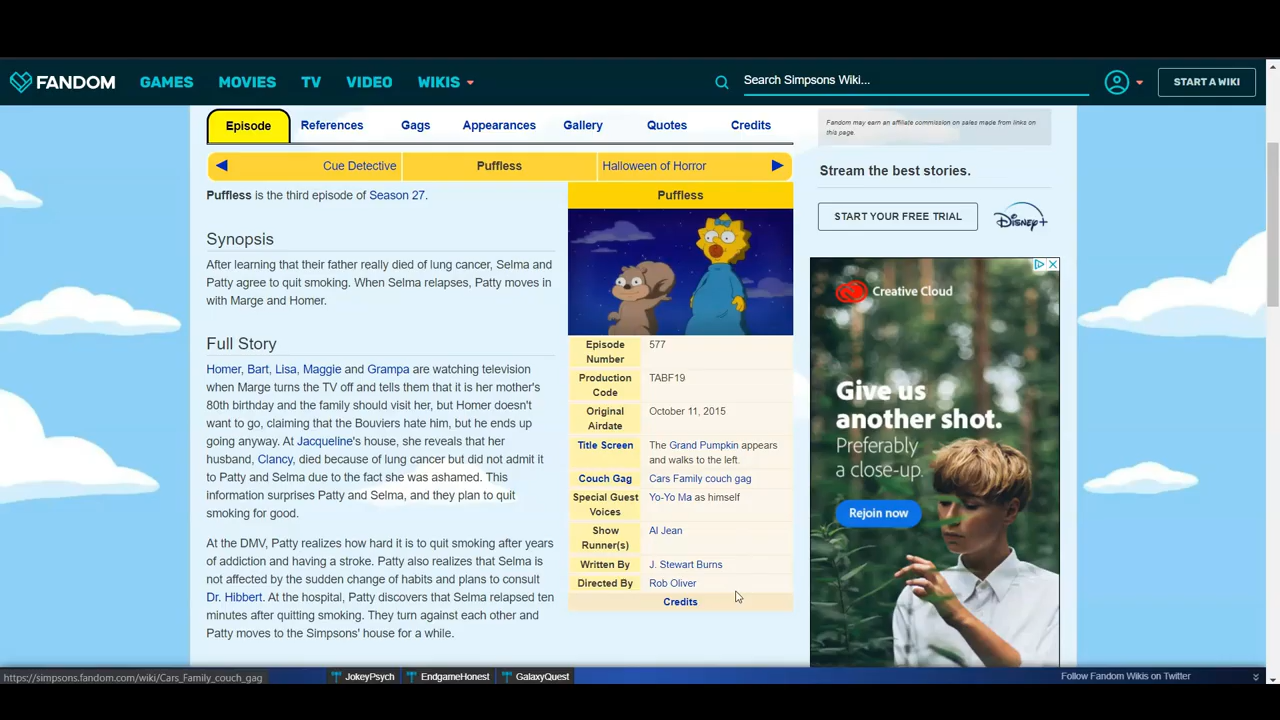 FANDOM
GAMES
MOVIES
TV
VIDEO
WIKIS
Search Simpsons Wiki...
START A WIKI
Episode
References
Gags
Appearances
Gallery
Quotes
Credits
Cue Detective
Puffless
Halloween of Horror
Puffless is the third episode of Season 27.
Synopsis
After learning that their father really died of lung cancer, Selma and
Patty agree to quit smoking. When Selma relapses, Patty moves in
with Marge and Homer.
Full Story
Homer, Bart, Lisa, Maggie and Grampa are watching television
when Marge turns the TV off and tells them that it is her mother's
80th birthday and the family should visit her, but Homer doesn't
want to go, claiming that the Bouviers hate him, but he ends up
going anyway. At Jacqueline's house, she reveals that her
husband, Clancy, died because of lung cancer but did not admit it
to Patty and Selma due to the fact she was ashamed. This
information surprises Patty and Selma, and they plan to quit
smoking for good.
At the DMV, Patty realizes how hard it is to quit smoking after years
of addiction and having a stroke. Patty also realizes that Selma is
not affected by the sudden change of habits and plans to consult
Dr. Hibbert. At the hospital, Patty discovers that Selma relapsed ten
minutes after quitting smoking. They turn against each other and
Patty moves to the Simpsons' house for a while.
Puffless
Episode
Number
577
Production
Code
TABF19
Original
Airdate
October 11, 2015
Title Screen
The Grand Pumpkin appears
and walks to the left.
Couch Gag
Cars Family couch gag
Special Guest
Voices
Yo-Yo Ma as himself
Show
Runner(s)
Al Jean
Written By
J. Stewart Burns
Directed By
Rob Oliver
Credits
Fandom may earn an affiliate commission on sales made from links on
this page.
Stream the best stories.
START YOUR FREE TRIAL
Disney+
Creative Cloud
Give us
another shot.
Preferably
a close-up.
Rejoin now
https://simpsons.fandom.com/wiki/Cars_Family_couch_gag
JokeyPsych
EndgameHonest
GalaxyQuest
Follow Fandom Wikis on Twitter